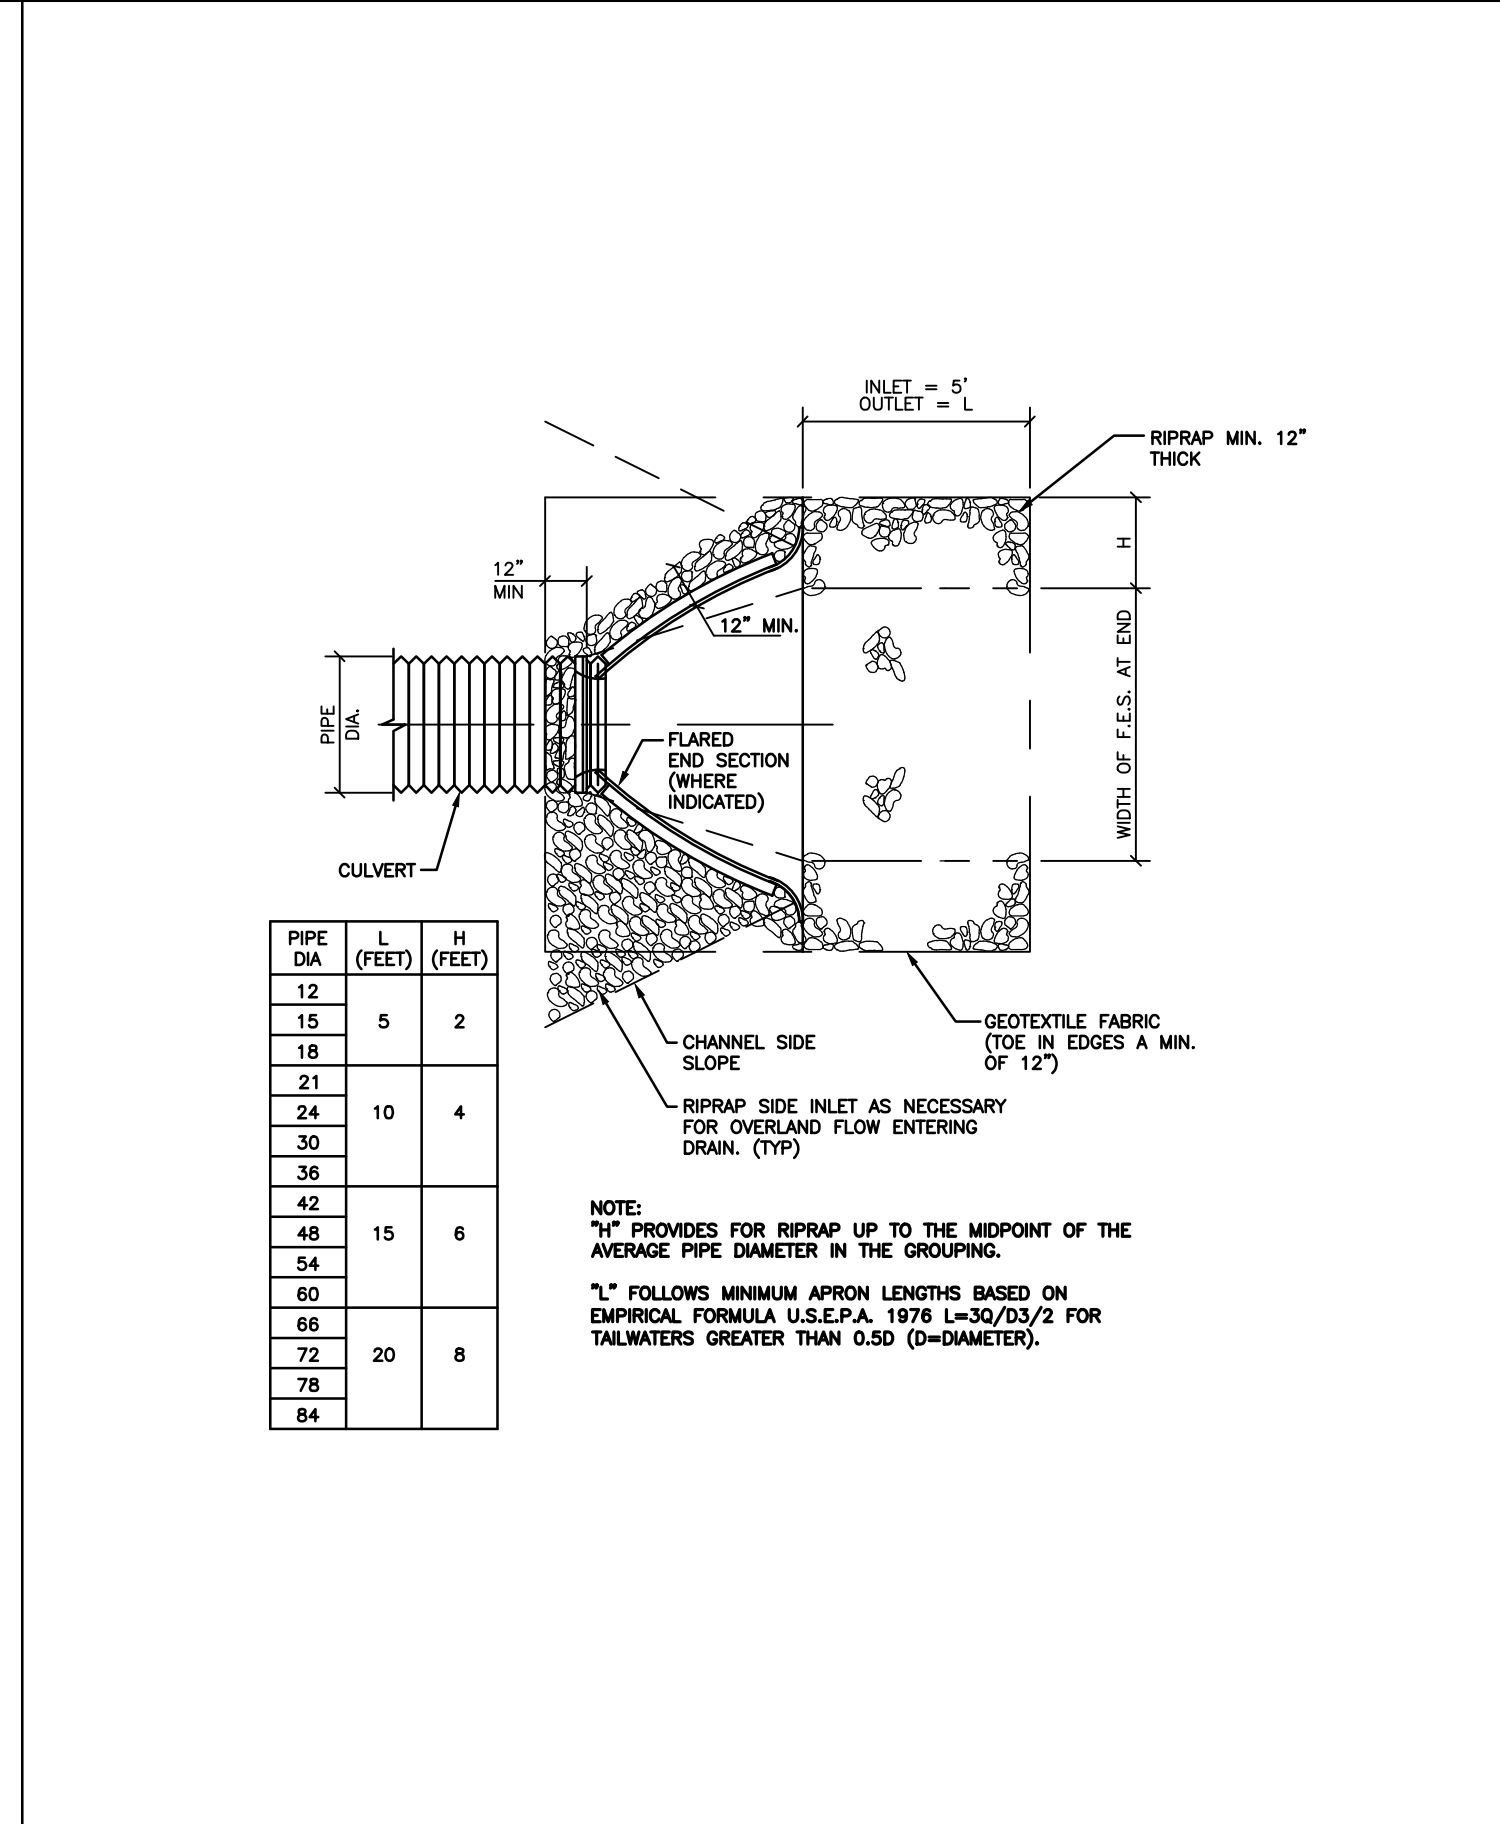 INLET = 5'
OUTLET = L
RIPRAP MIN. 12"
THICK
H
12"
MIN
12" MIN.
WIDTH OF F.E.S. AT END
PIPE
DIA.
FLARED
END SECTION
(WHERE
INDICATED)
CULVERT
PIPE DIA L (FEET) H (FEET)
12
15 5 2
18
21
24 10 4
30
36
42
48 15 6
54
60
66
72 20 8
78
84
GEOTEXTILE FABRIC
(TOE IN EDGES A MIN.
OF 12")
CHANNEL SIDE
SLOPE
RIPRAP SIDE INLET AS NECESSARY
FOR OVERLAND FLOW ENTERING
DRAIN. (TYP)
NOTE:
"H" PROVIDES FOR RIPRAP UP TO THE MIDPOINT OF THE
AVERAGE PIPE DIAMETER IN THE GROUPING.
"L" FOLLOWS MINIMUM APRON LENGTHS BASED ON
EMPIRICAL FORMULA U.S.E.P.A. 1976 L=3Q/D3/2 FOR
TAILWATERS GREATER THAN 0.5D (D=DIAMETER).